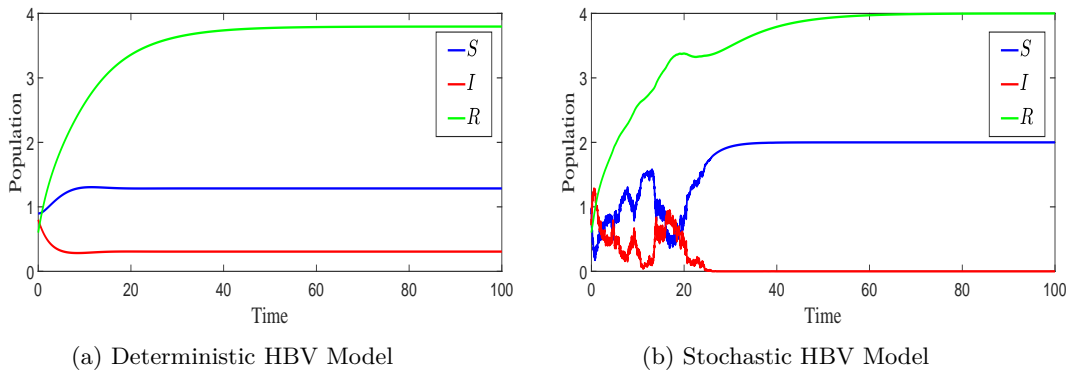 4
3
2
1
0
Population
S
I
R
0
20
40
60
80
100
Time
(a) Deterministic HBV Model
4
3
2
1
0
Population
S
I
R
0
20
40
60
80
100
Time
(b) Stochastic HBV Model